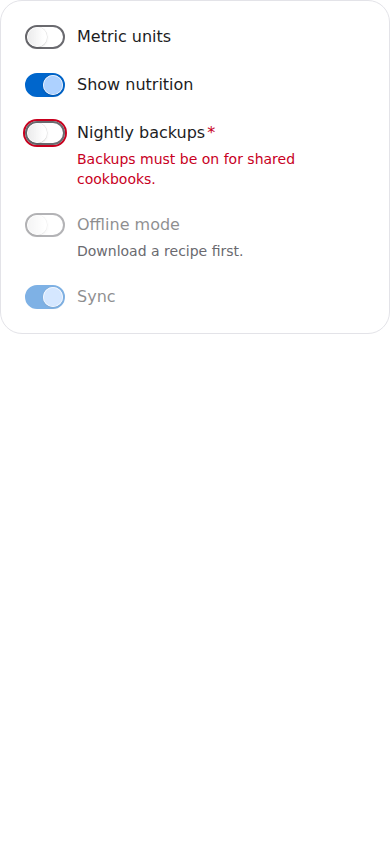 Metric units
Show nutrition
Nightly backups*
Backups must be on for shared
cookbooks.
Offline mode
Download a recipe first.
Sync